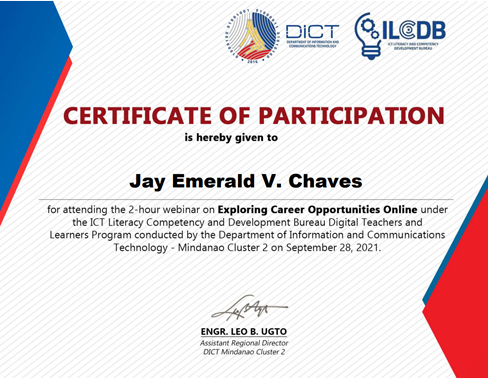 DICT
DEPARTMENT OF INFORMATION AND
COMMUNICATIONS TECHNOLOGY
ILCDB
ICT LITERACY AND COMPETENCY
DEVELOPMENT BUREAU
2016
CERTIFICATE OF PARTICIPATION
is hereby given to
Jay Emerald V. Chaves
for attending the 2-hour webinar on Exploring Career Opportunities Online under
the ICT Literacy Competency and Development Bureau Digital Teachers and
Learners Program conducted by the Department of Information and Communications
Technology - Mindanao Cluster 2 on September 28, 2021.
ENGR. LEO B. UGTO
Assistant Regional Director
DICT Mindanao Cluster 2